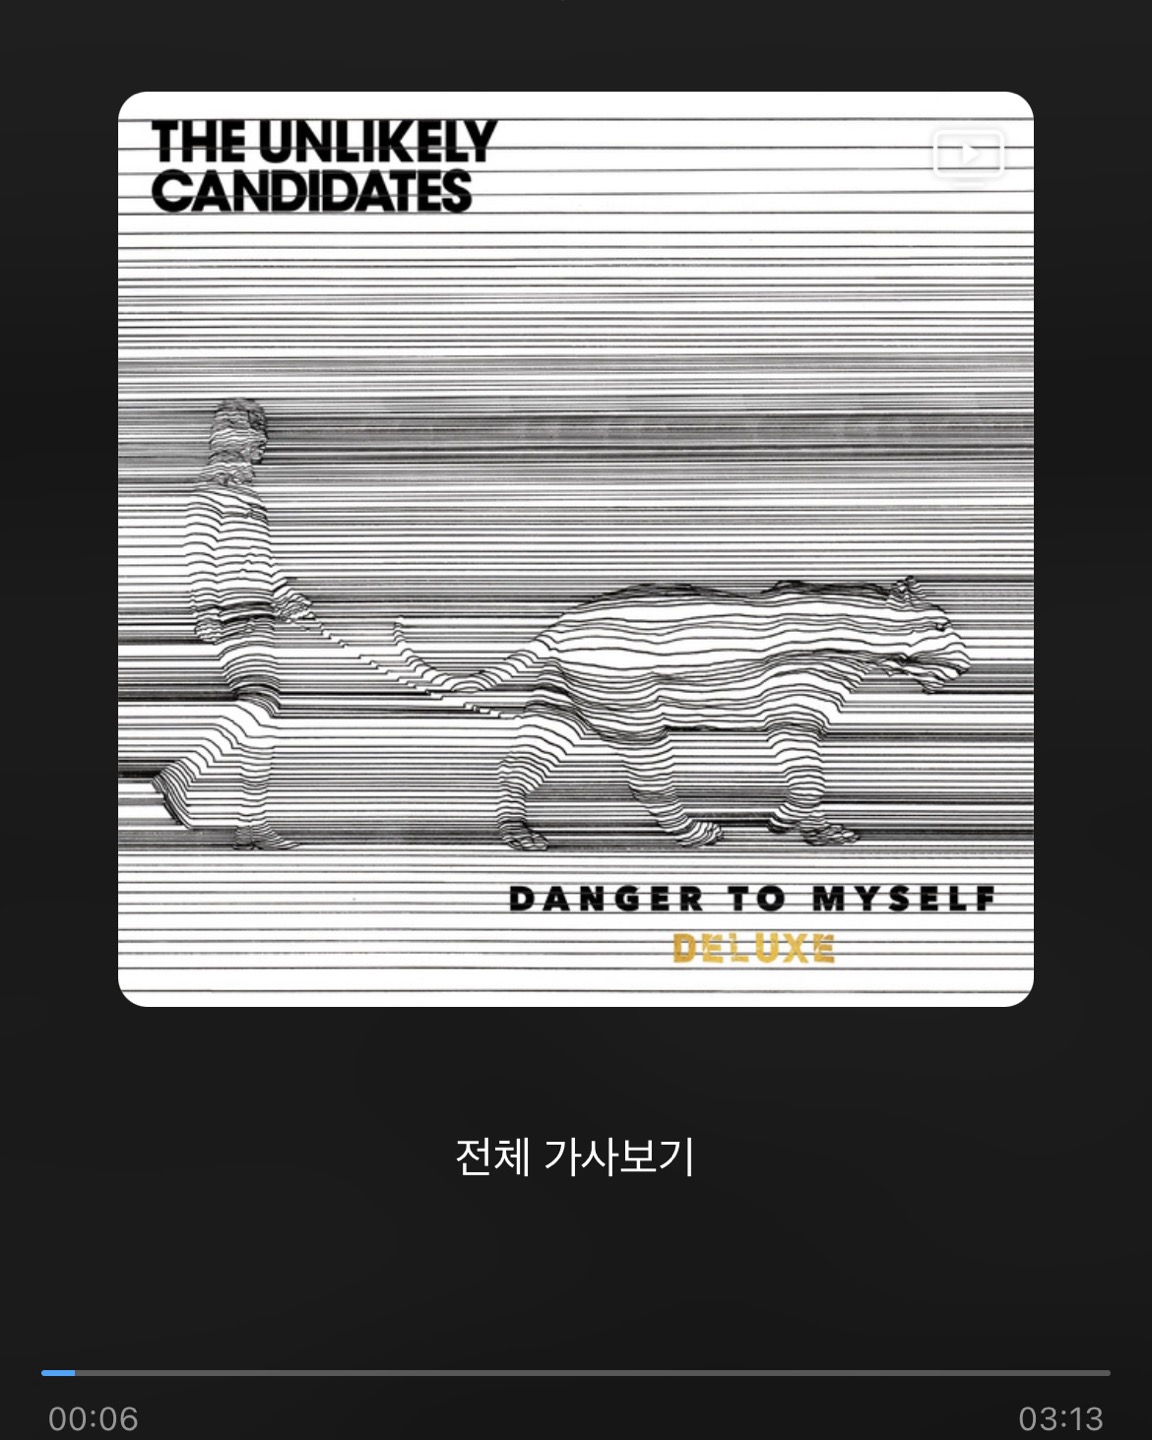 THE UNLIKELY
CANDIDATES
DANGER TO MYSELF
DELUXE
전체 가사보기
00:06
03:13